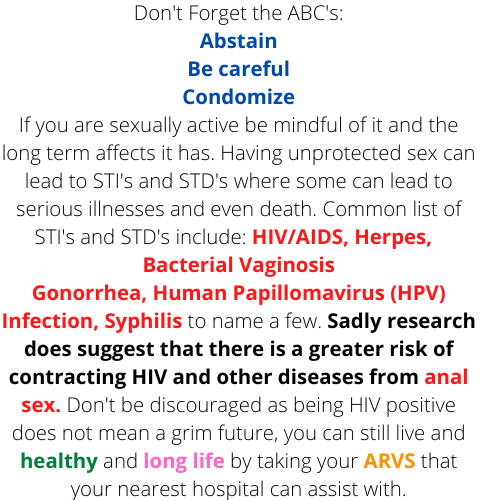 Don't Forget the ABC's:
Abstain
Be careful
Condomize
If you are sexually active be mindful of it and the
long term affects it has. Having unprotected sex can
lead to STI's and STD's where some can lead to
serious illnesses and even death. Common list of
STI's and STD's include: HIV/AIDS, Herpes,
Bacterial Vaginosis
Gonorrhea, Human Papillomavirus (HPV)
Infection, Syphilis to name a few. Sadly research
does suggest that there is a greater risk of
contracting HIV and other diseases from anal
sex. Don't be discouraged as being HIV positive
does not mean a grim future, you can still live and
healthy and long life by taking your ARVS that
your nearest hospital can assist with.